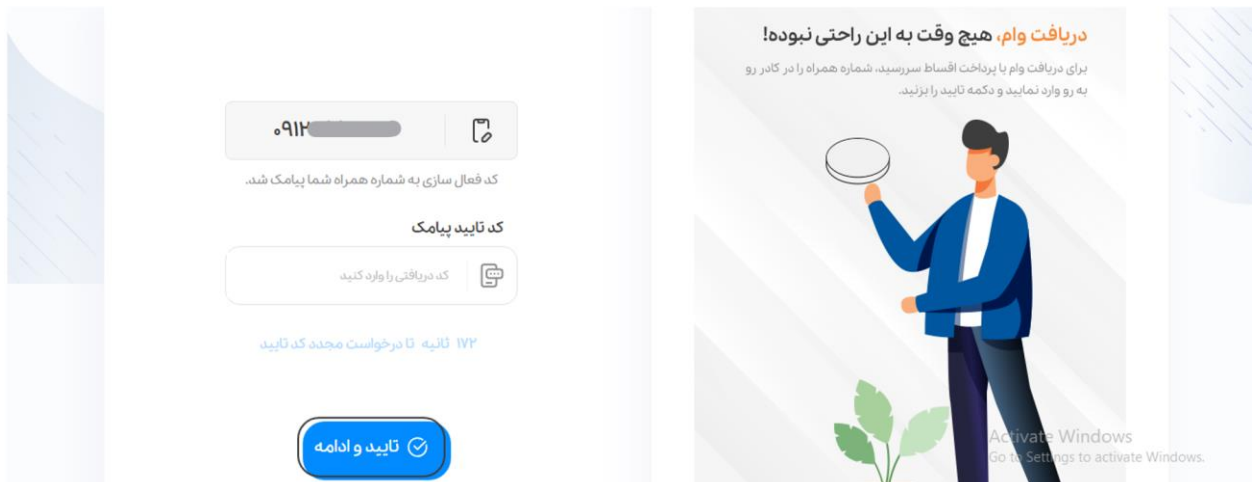 دریافت وام، هیچ وقت به این راحتی نبوده!
برای دریافت وام یا پرداخت اقساط سررسید، شماره همراه را در کادر رو
به رو وارد نمایید و دکمه تایید را بزنید.
۰۹۱۲
کد فعال سازی به شماره همراه شما پیامک شد.
کد تایید پیامک
کد دریافتی را وارد کنید
۱۷۲ ثانیه تا درخواست مجدد کد تایید
تایید و ادامه
Activate Windows
Go to Settings to activate Windows.